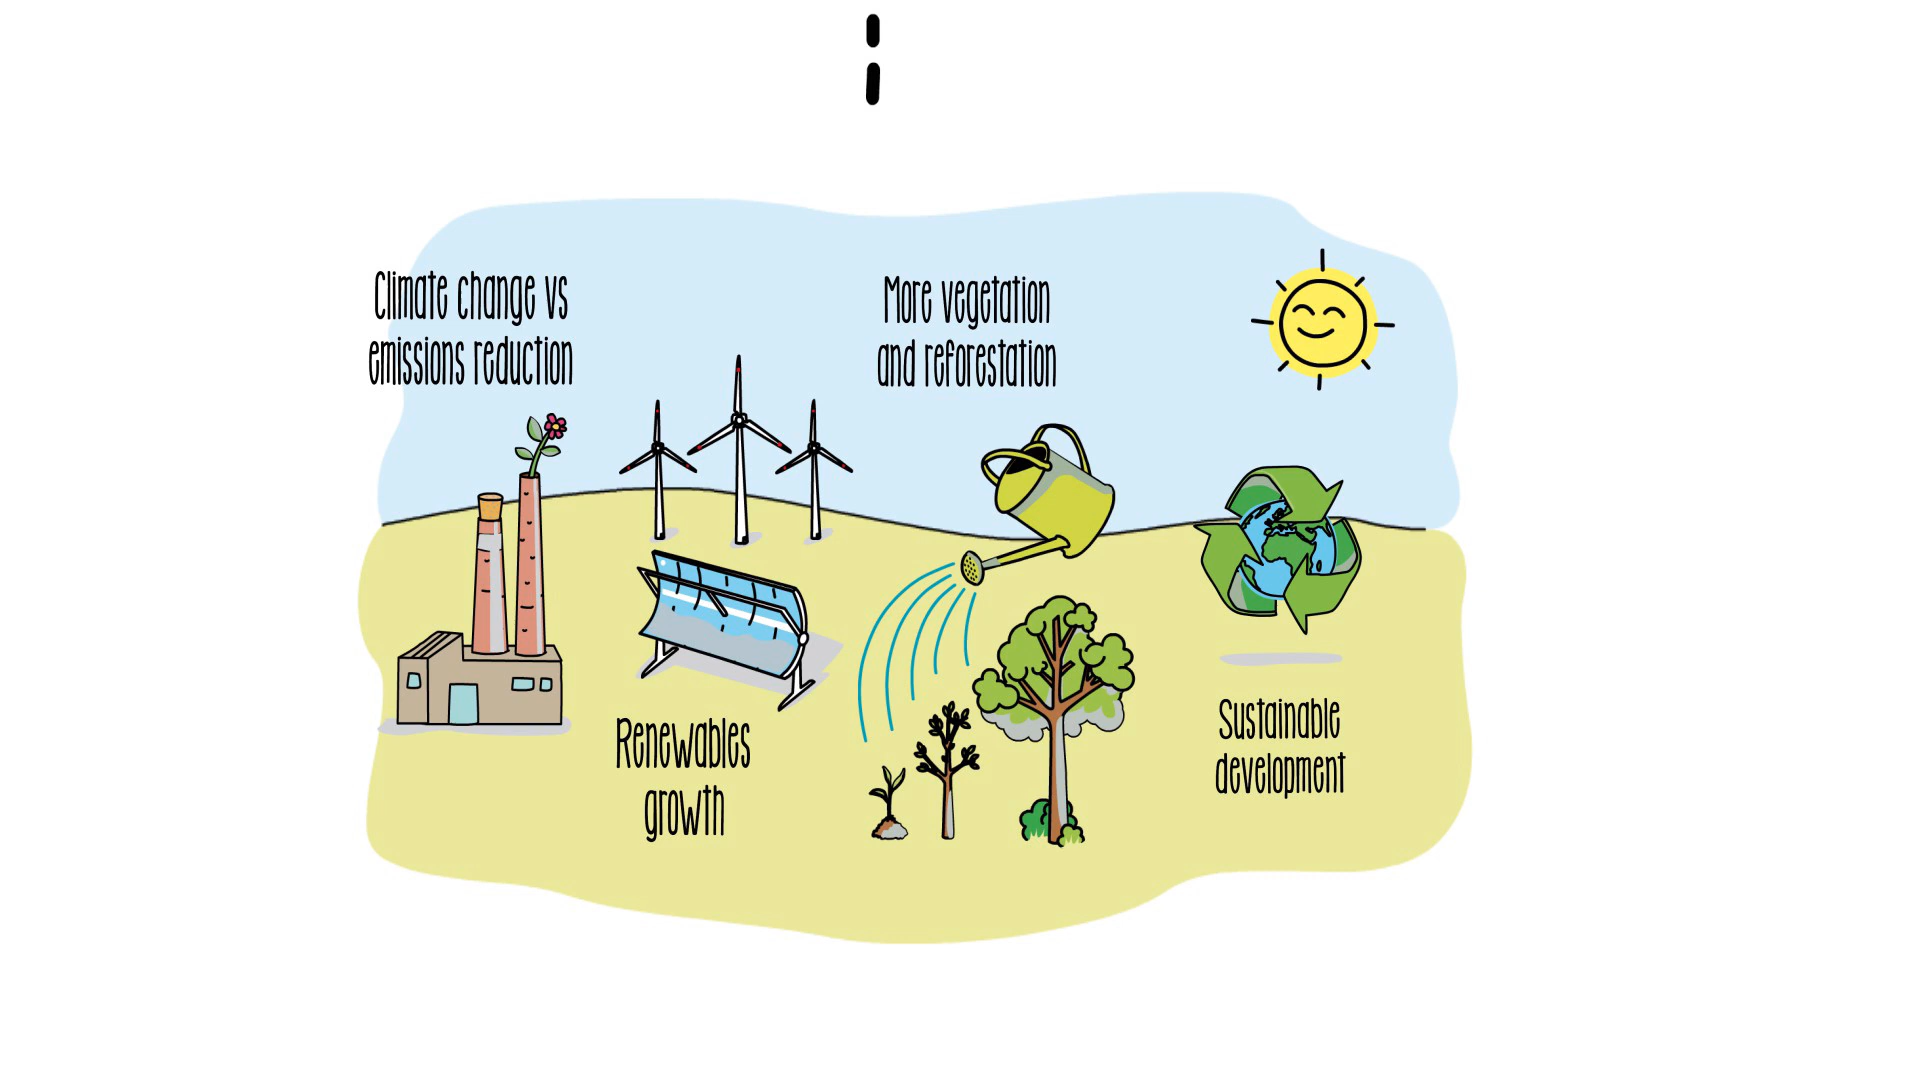 Climate change vs
emissions reduction
More vegetation
and reforestation
Renewables
growth
Sustainable
development